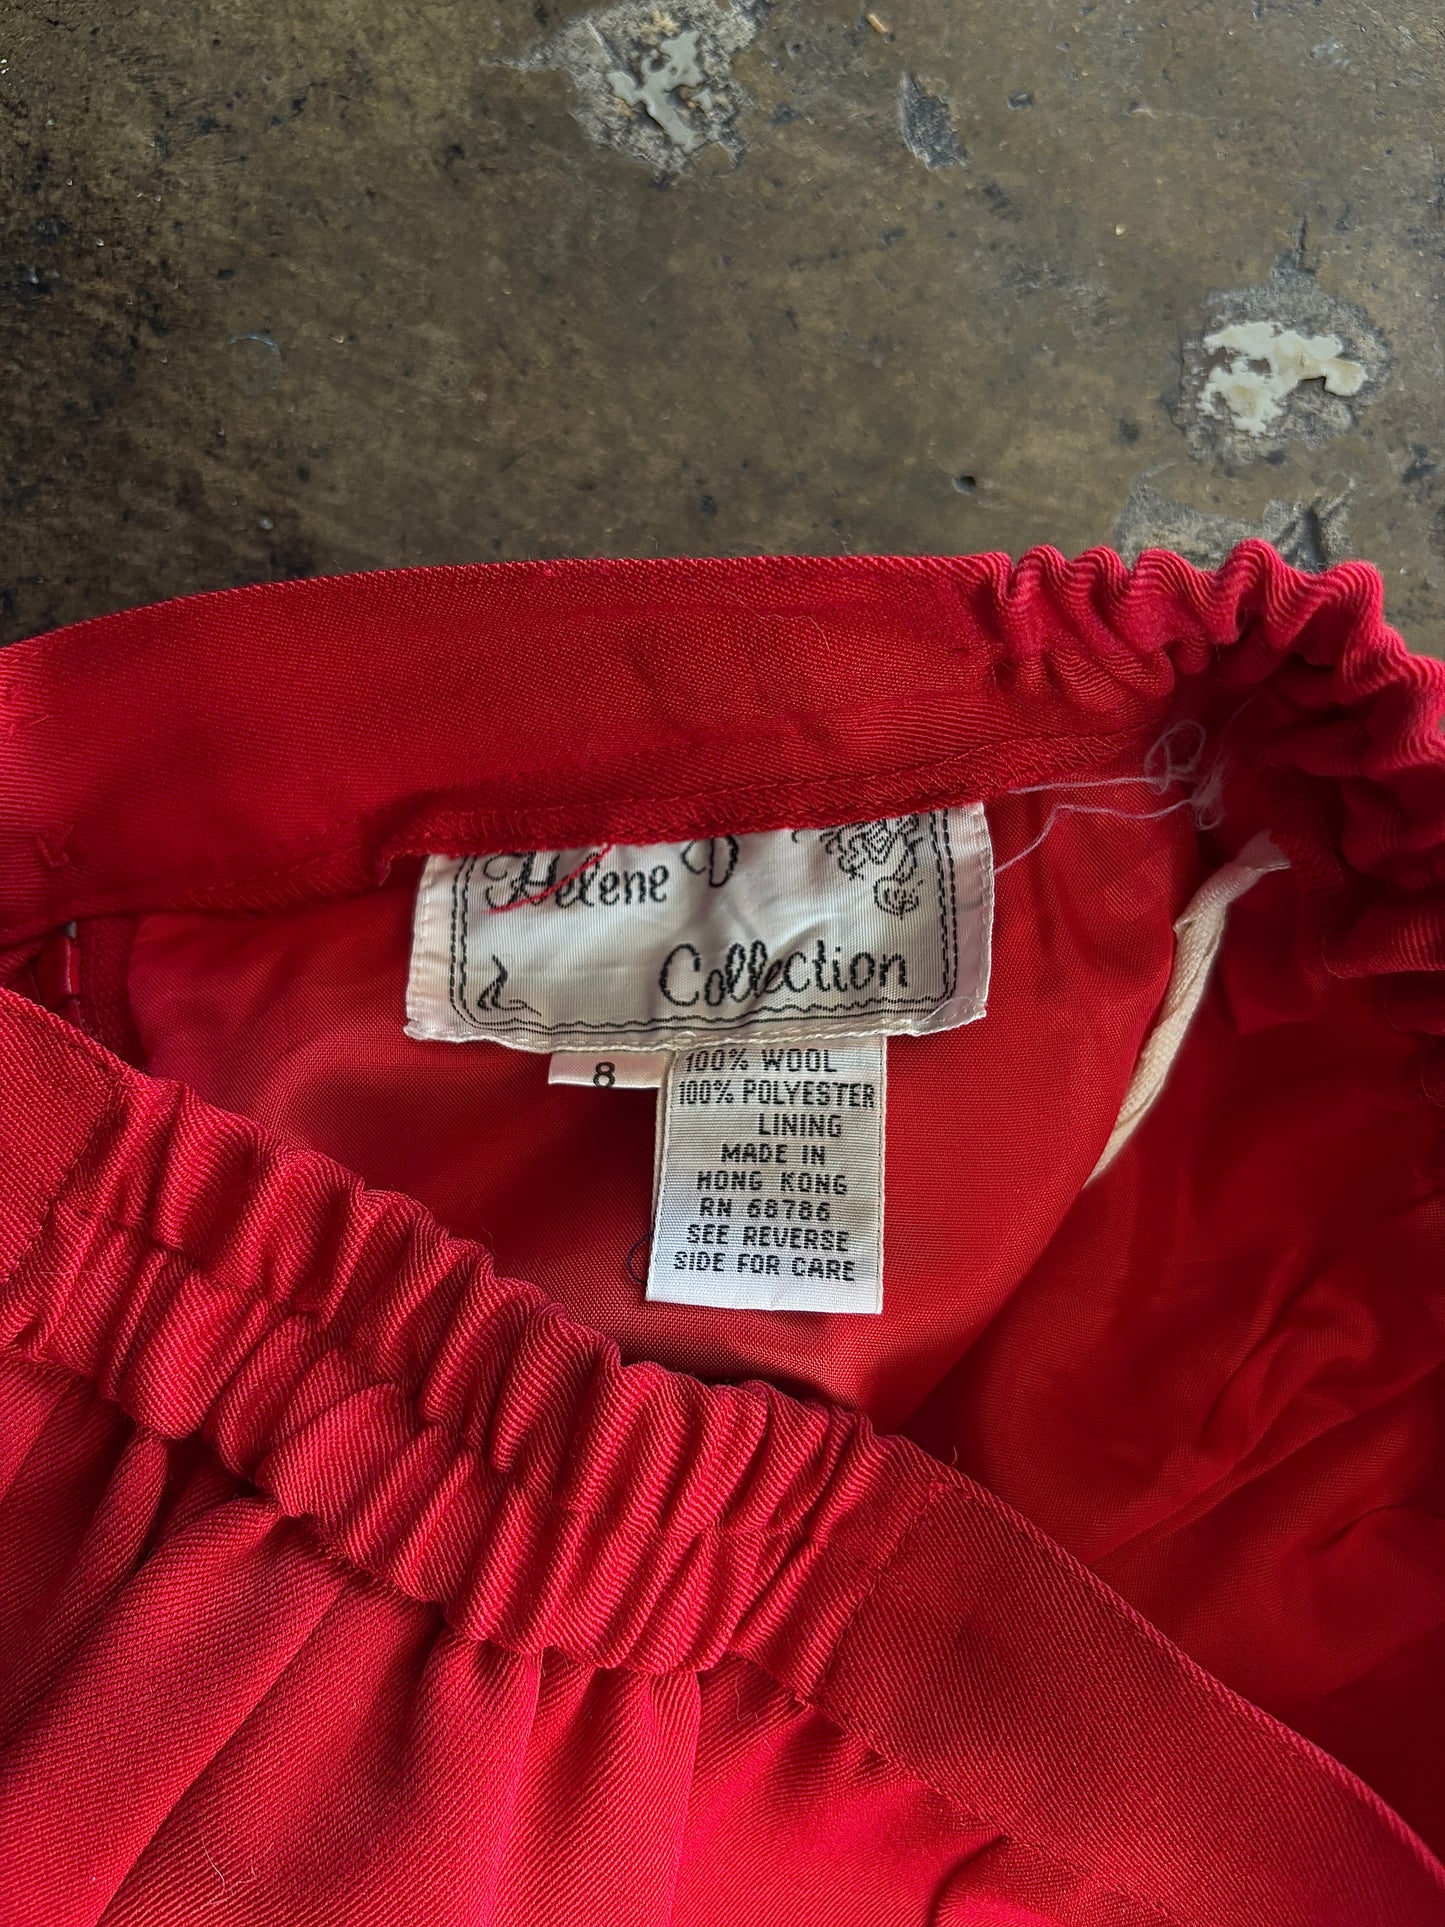 Helene D
Collection
8
100% WOOL
100% POLYESTER
LINING
MADE IN
HONG KONG
RN 68786
SEE REVERSE
SIDE FOR CARE